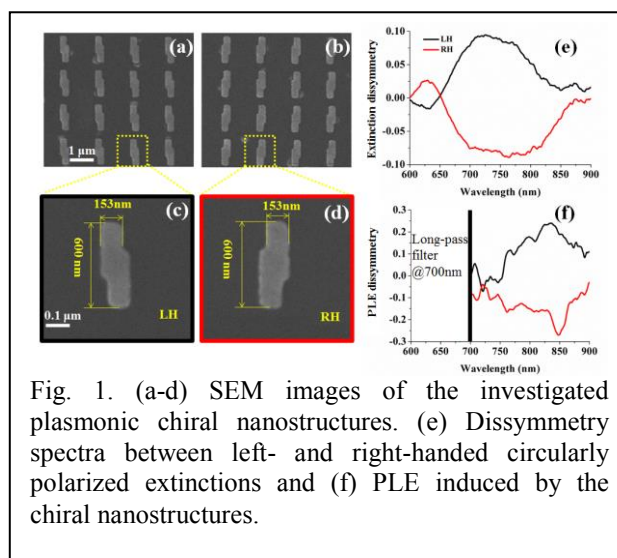 (a)
(b)
1 μm
153nm
(c)
600 nm
0.1 μm
LH
153nm
(d)
600 nm
RH
LH
RH
(e)
Extinction dissymmetry
0.10
0.05
0.00
-0.05
-0.10
600 650 700 750 800 850 900
Wavelength (nm)
(f)
PLE dissymmetry
0.3
0.2
0.1
0.0
-0.1
-0.2
-0.3
Long-pass
filter
@700nm
600 650 700 750 800 850 900
Wavelength (nm)
Fig. 1. (a-d) SEM images of the investigated
plasmonic chiral nanostructures. (e) Dissymmetry
spectra between left- and right-handed circularly
polarized extinctions and (f) PLE induced by the
chiral nanostructures.